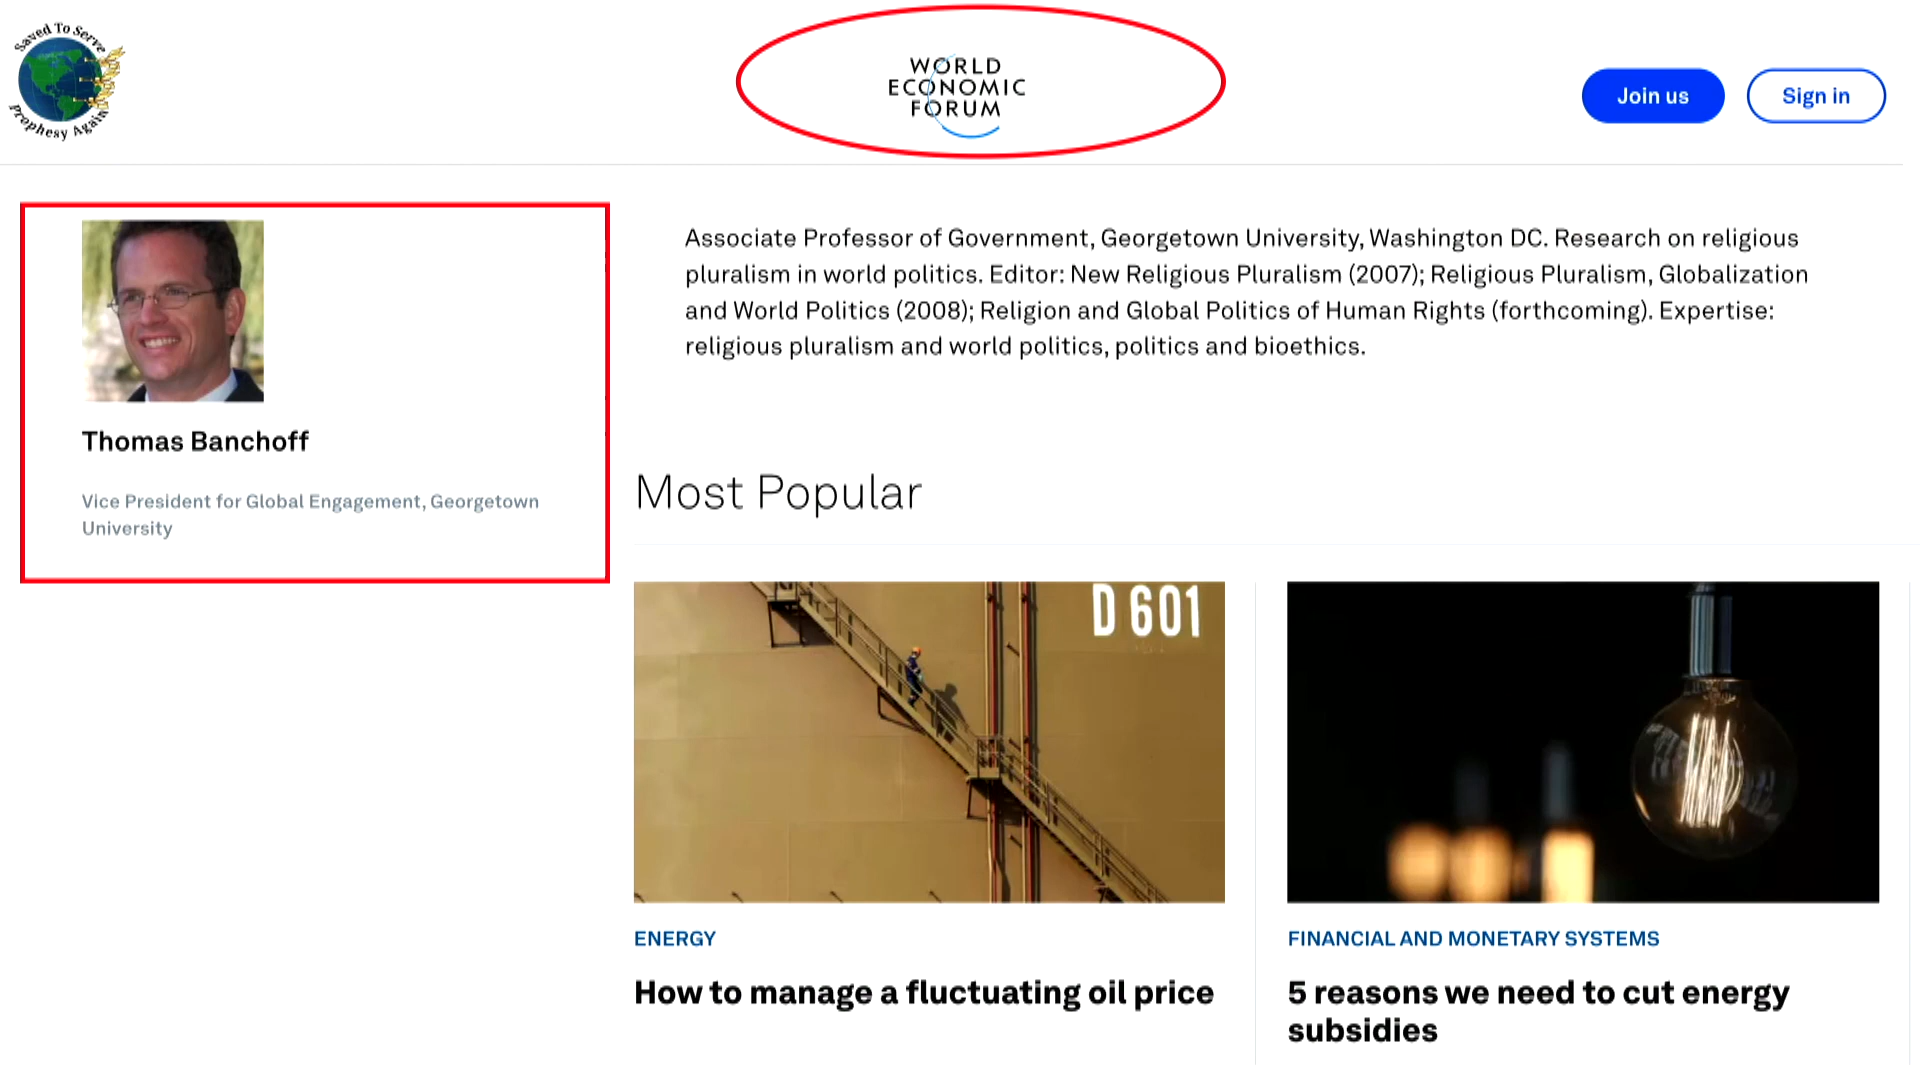 Saved To Serve
Prophesy Again
WORLD
ECONOMIC
FORUM
Join us
Sign in
Thomas Banchoff
Vice President for Global Engagement, Georgetown
University
Associate Professor of Government, Georgetown University, Washington DC. Research on religious
pluralism in world politics. Editor: New Religious Pluralism (2007); Religious Pluralism, Globalization
and World Politics (2008); Religion and Global Politics of Human Rights (forthcoming). Expertise:
religious pluralism and world politics, politics and bioethics.
Most Popular
D 601
ENERGY
How to manage a fluctuating oil price
FINANCIAL AND MONETARY SYSTEMS
5 reasons we need to cut energy
subsidies